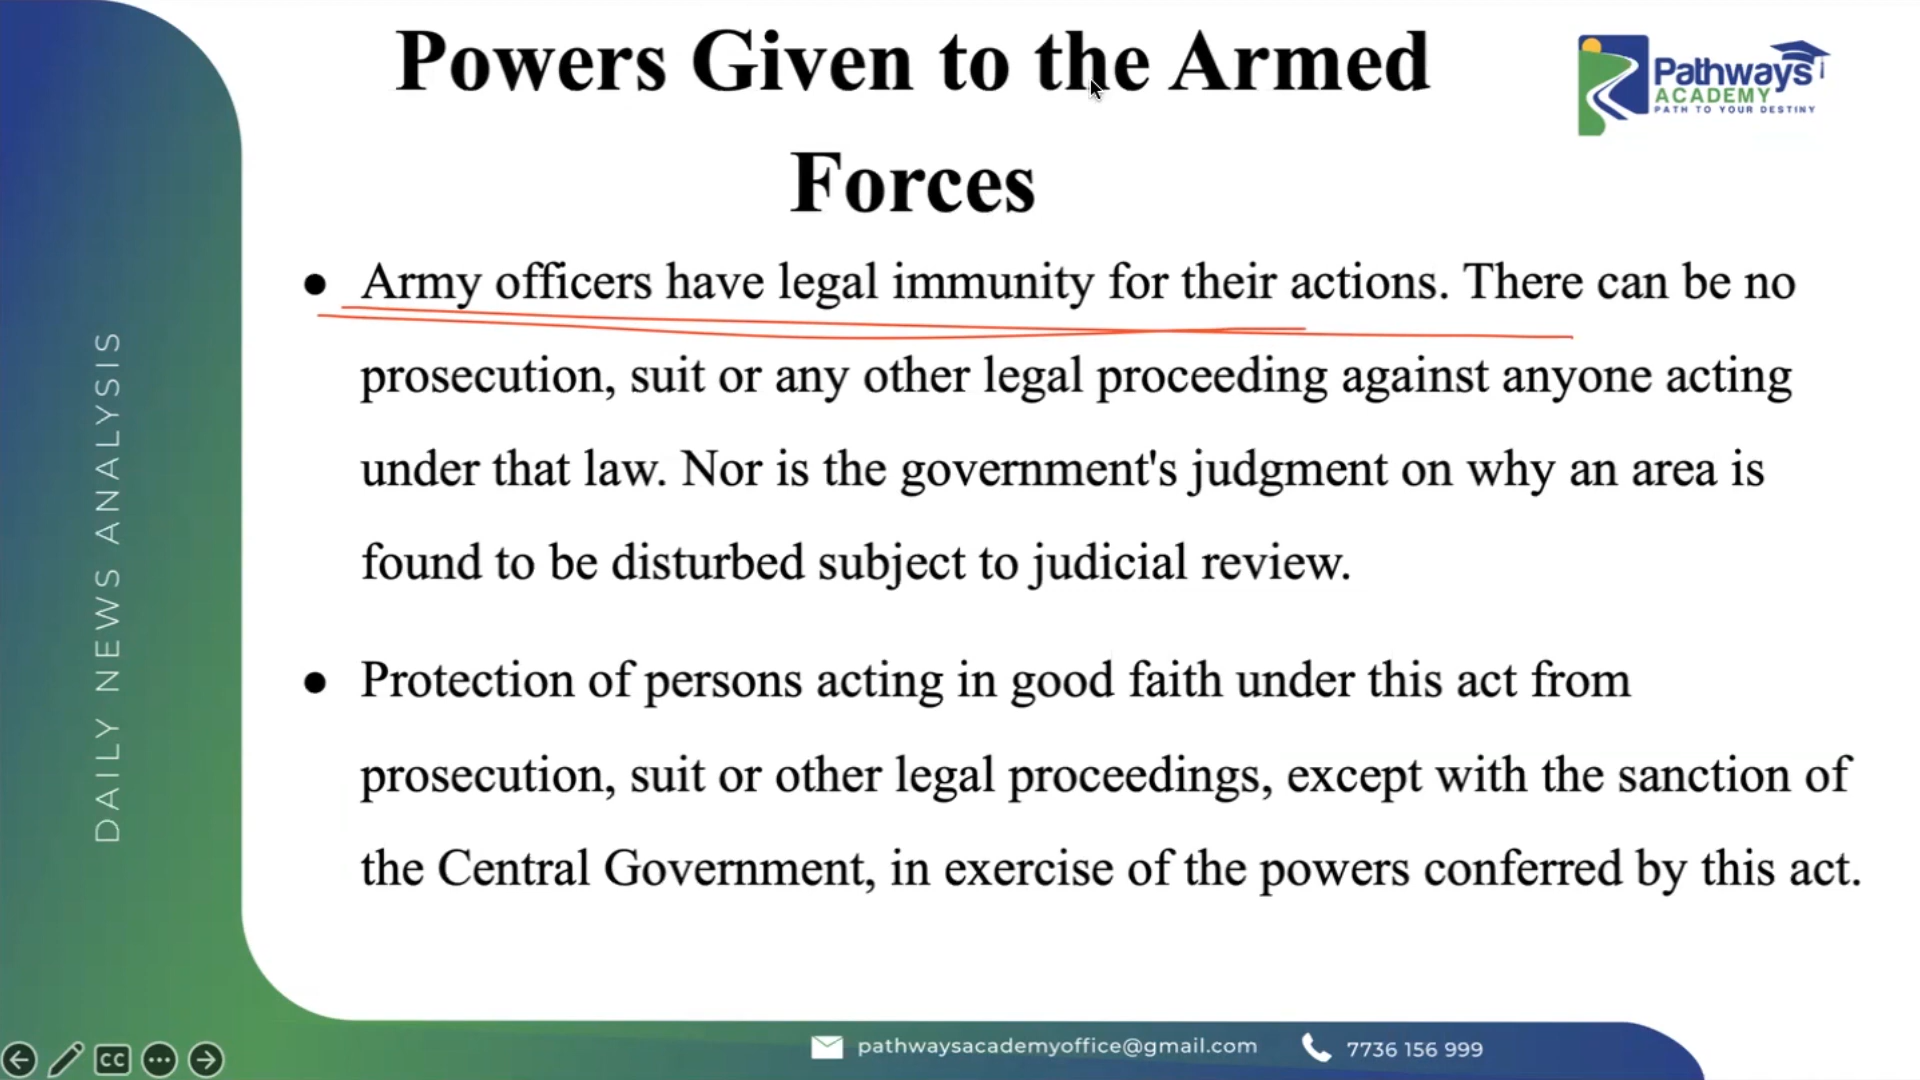 Powers Given to the Armed
Forces
Pathways
ACADEMY
PATH TO YOUR DESTINY
● Army officers have legal immunity for their actions. There can be no
prosecution, suit or any other legal proceeding against anyone acting
under that law. Nor is the government's judgment on why an area is
found to be disturbed subject to judicial review.
● Protection of persons acting in good faith under this act from
prosecution, suit or other legal proceedings, except with the sanction of
the Central Government, in exercise of the powers conferred by this act.
DAILY NEWS ANALYSIS
CC
pathwaysacademyoffice@gmail.com
7736 156 999